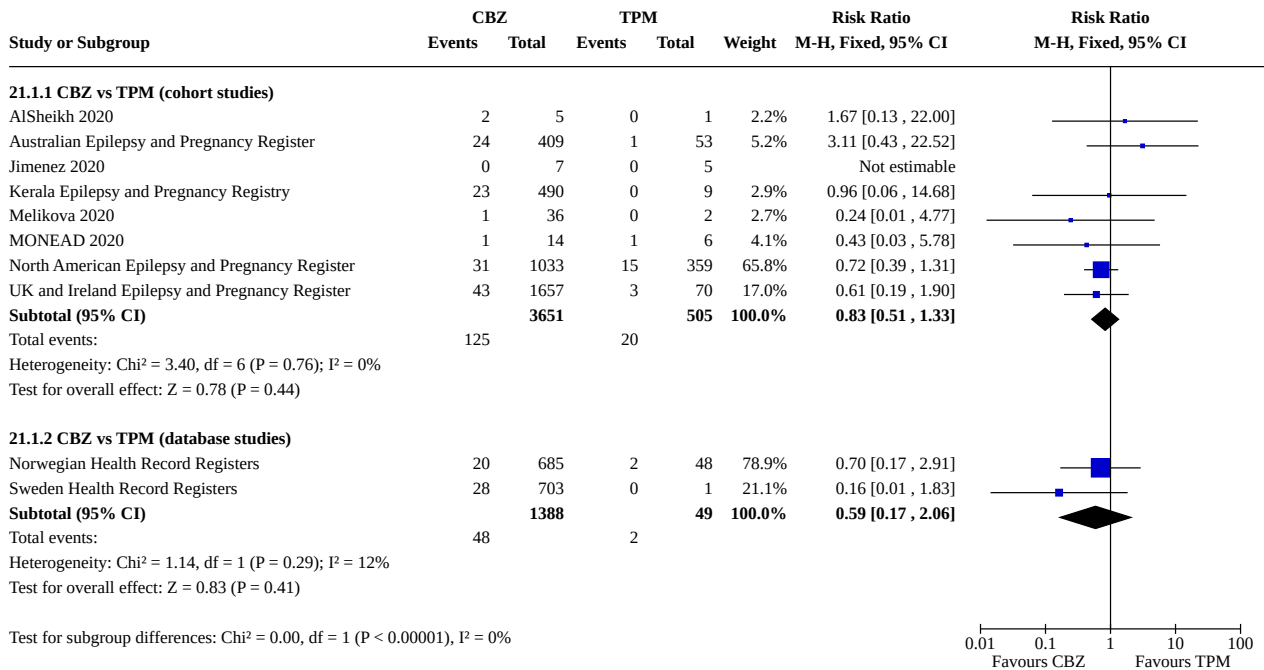 CBZ TPM Risk Ratio Risk Ratio
Study or Subgroup Events Total Events Total Weight M-H, Fixed, 95% CI M-H, Fixed, 95% CI
21.1.1 CBZ vs TPM (cohort studies)
AlSheikh 2020 2 5 0 1 2.2% 1.67 [0.13 , 22.00]
Australian Epilepsy and Pregnancy Register 24 409 1 53 5.2% 3.11 [0.43 , 22.52]
Jimenez 2020 0 7 0 5 Not estimable
Kerala Epilepsy and Pregnancy Registry 23 490 0 9 2.9% 0.96 [0.06 , 14.68]
Melikova 2020 1 36 0 2 2.7% 0.24 [0.01 , 4.77]
MONEAD 2020 1 14 1 6 4.1% 0.43 [0.03 , 5.78]
North American Epilepsy and Pregnancy Register 31 1033 15 359 65.8% 0.72 [0.39 , 1.31]
UK and Ireland Epilepsy and Pregnancy Register 43 1657 3 70 17.0% 0.61 [0.19 , 1.90]
Subtotal (95% CI) 3651 505 100.0% 0.83 [0.51 , 1.33]
Total events: 125 20
Heterogeneity: Chi² = 3.40, df = 6 (P = 0.76); I² = 0%
Test for overall effect: Z = 0.78 (P = 0.44)
21.1.2 CBZ vs TPM (database studies)
Norwegian Health Record Registers 20 685 2 48 78.9% 0.70 [0.17 , 2.91]
Sweden Health Record Registers 28 703 0 1 21.1% 0.16 [0.01 , 1.83]
Subtotal (95% CI) 1388 49 100.0% 0.59 [0.17 , 2.06]
Total events: 48 2
Heterogeneity: Chi² = 1.14, df = 1 (P = 0.29); I² = 12%
Test for overall effect: Z = 0.83 (P = 0.41)
Test for subgroup differences: Chi² = 0.00, df = 1 (P < 0.00001), I² = 0%
0.01 0.1 1 10 100
Favours CBZ Favours TPM